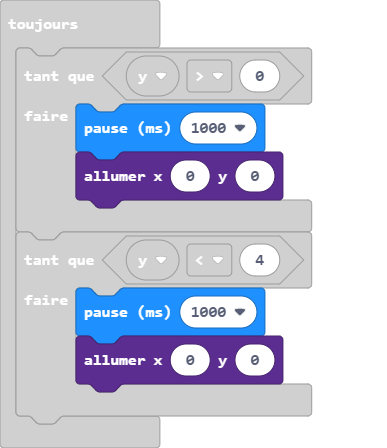 toujours
tant que y > 0
faire
pause (ms) 1000
allumer x 0 y 0
tant que y < 4
faire
pause (ms) 1000
allumer x 0 y 0